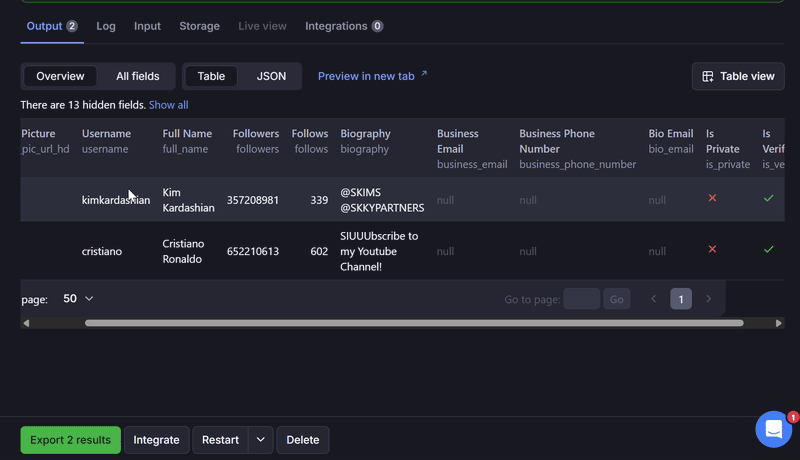 Output 2 Log Input Storage Live view Integrations 0
Overview All fields Table JSON Preview in new tab ↗ Table view
There are 13 hidden fields. Show all
Picture Username Full Name Followers Follows Biography Business Email Business Phone Number Bio Email Is Private Is Verif
pic_url_hd username full_name followers follows biography business_email business_phone_number bio_email is_private is_ve
kimkardashian Kim Kardashian 357208981 339 @SKIMS @SKKYPARTNERS null null null
cristiano Cristiano Ronaldo 652210613 602 SIUUUbscribe to my Youtube Channel! null null null
page: 50 Go to page: Go 1
Export 2 results Integrate Restart Delete 1